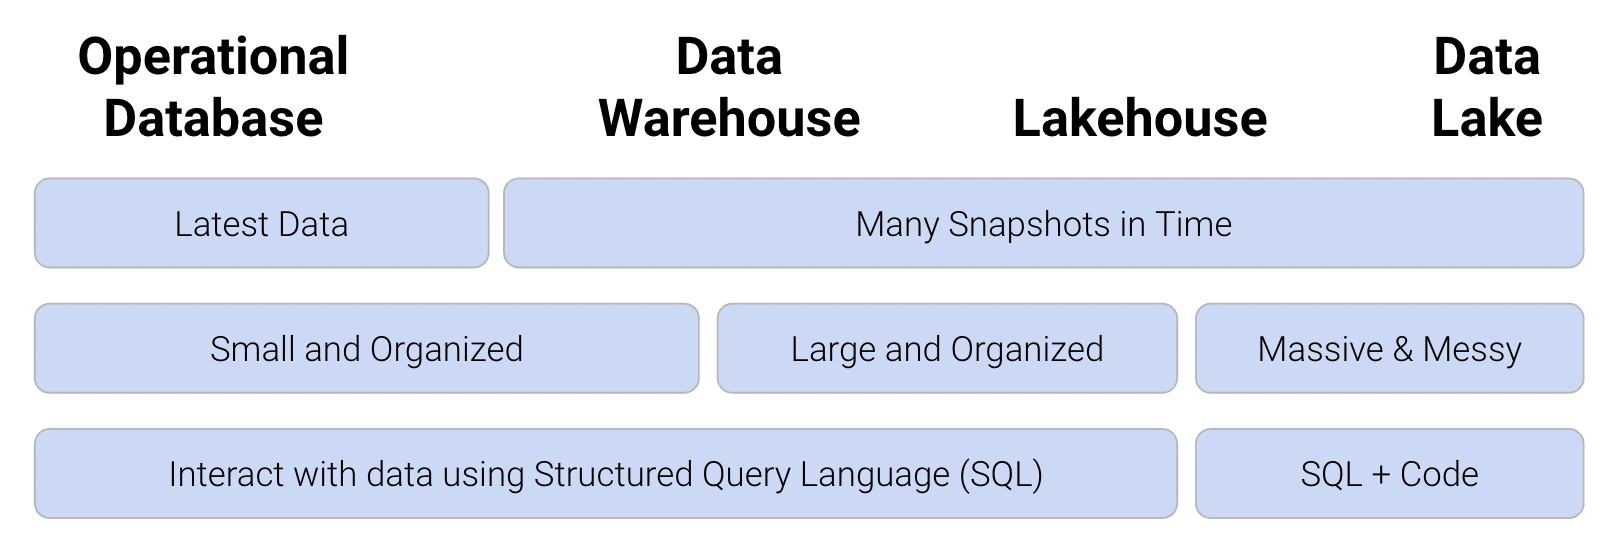 Operational
Database
Data
Warehouse
Lakehouse
Data
Lake
Latest Data
Many Snapshots in Time
Small and Organized
Large and Organized
Massive & Messy
Interact with data using Structured Query Language (SQL)
SQL + Code